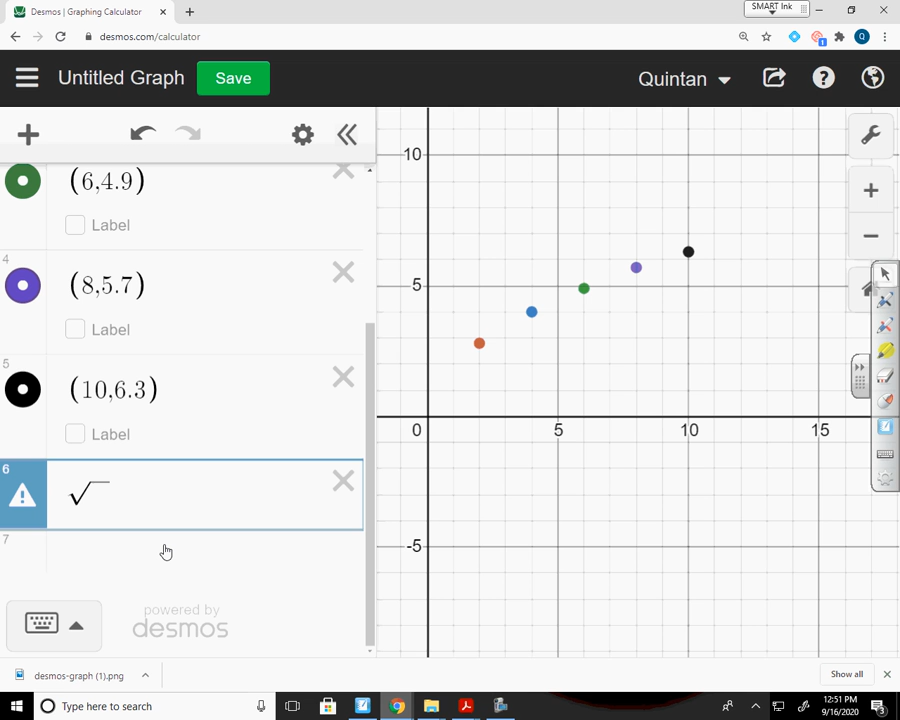 Desmos | Graphing Calculator
SMART Ink
desmos.com/calculator
Q
Untitled Graph
Save
Quintan
?
(6,4.9)
Label
4
(8,5.7)
Label
5
(10,6.3)
Label
6
√
7
powered by
desmos
10
5
0
5
10
15
-5
desmos-graph (1).png
Show all
Type here to search
12:51 PM
9/16/2020
3